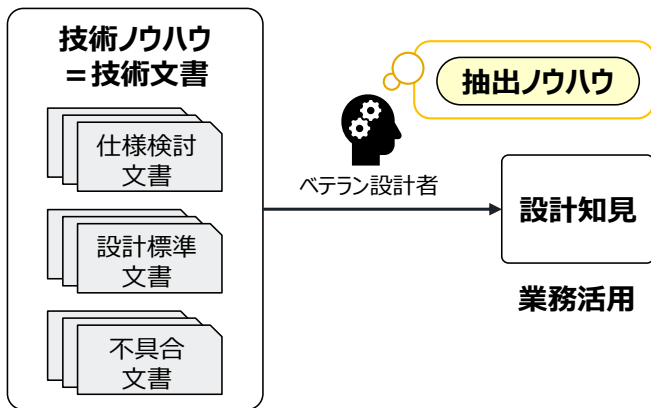 技術ノウハウ
＝技術文書
仕様検討
文書
設計標準
文書
不具合
文書
抽出ノウハウ
ベテラン設計者
設計知見
業務活用